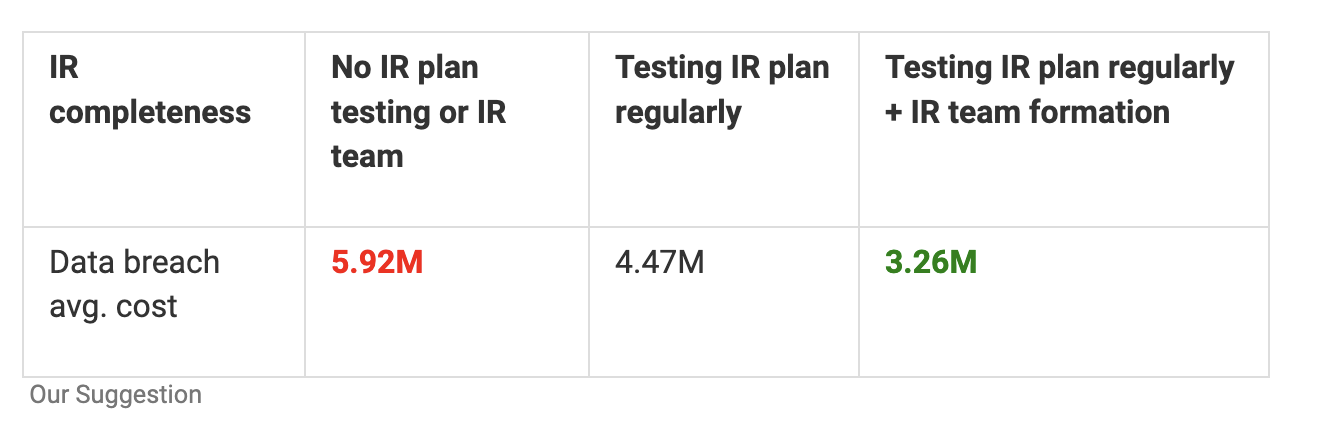 IR
completeness
No IR plan
testing or IR
team
Testing IR plan
regularly
Testing IR plan regularly
+ IR team formation
Data breach
avg. cost
5.92M
4.47M
3.26M
Our Suggestion